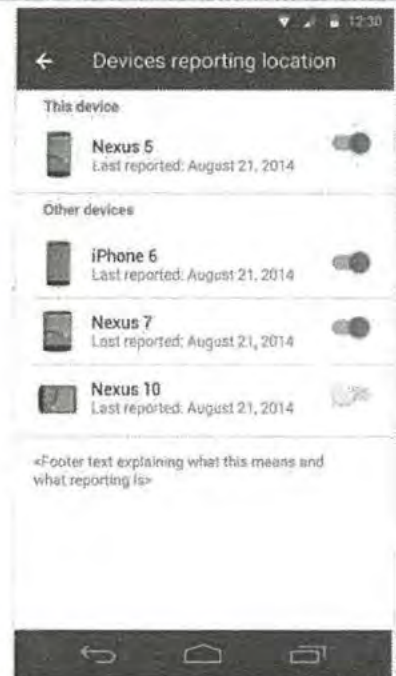 12:30
Devices reporting location
This device
Nexus 5
Last reported: August 21, 2014
Other devices
iPhone 6
Last reported: August 21, 2014
Nexus 7
Last reported: August 21, 2014
Nexus 10
Last reported: August 21, 2014
<Footer text explaining what this means and
what reporting is>